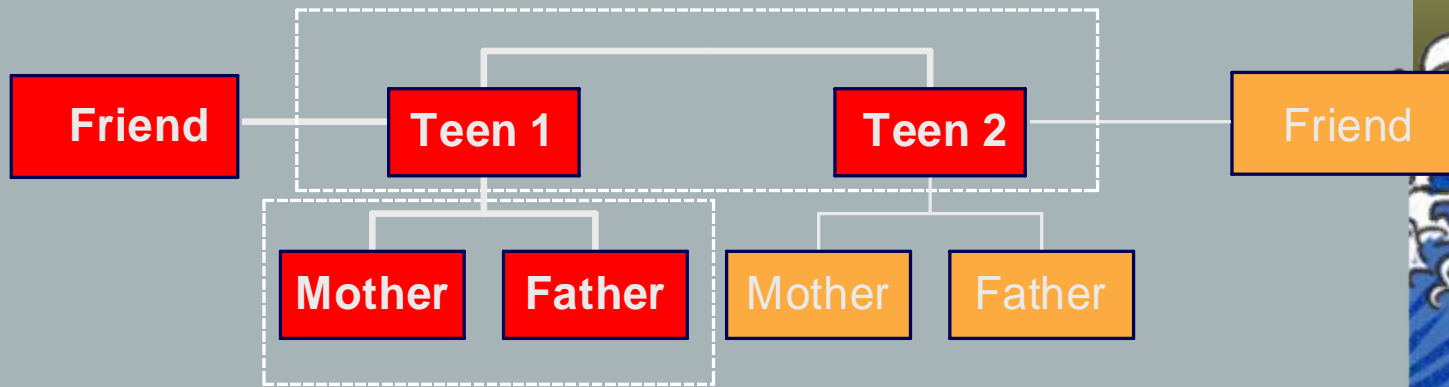 Friend
Teen 1
Teen 2
Friend
Mother
Father
Mother
Father